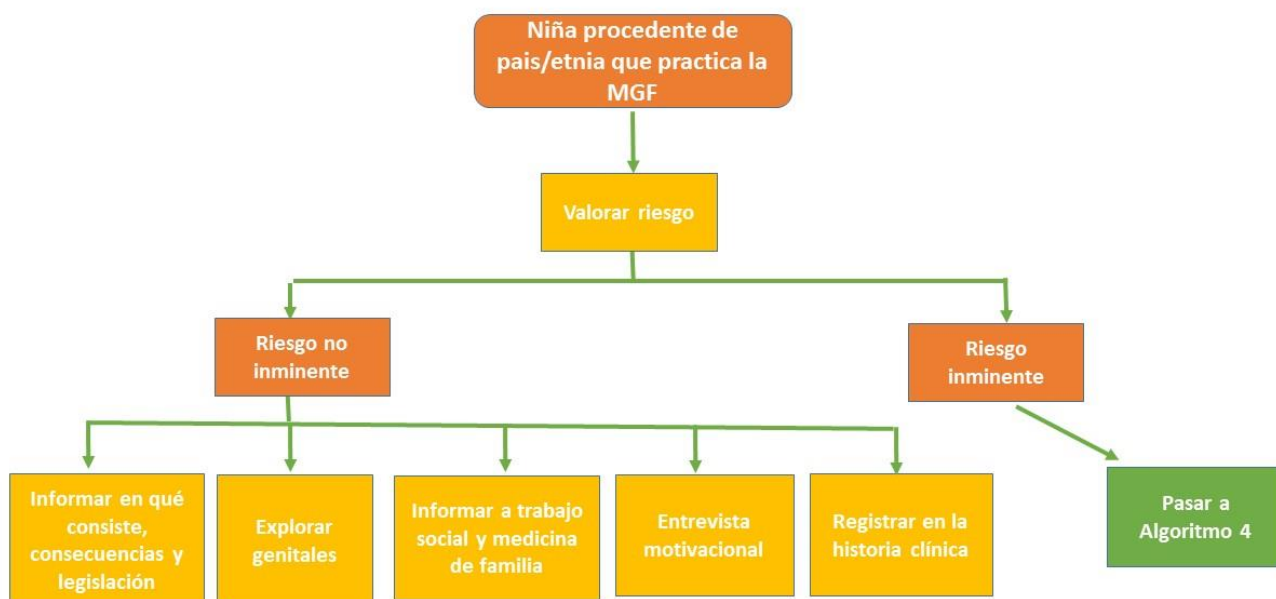 Niña procedente de
pais/etnia que practica la
MGF
Valorar riesgo
Riesgo no
inminente
Riesgo
inminente
Informar en qué
consiste,
consecuencias y
legislación
Explorar
genitales
Informar a trabajo
social y medicina
de familia
Entrevista
motivacional
Registrar en la
historia clínica
Pasar a
Algoritmo 4